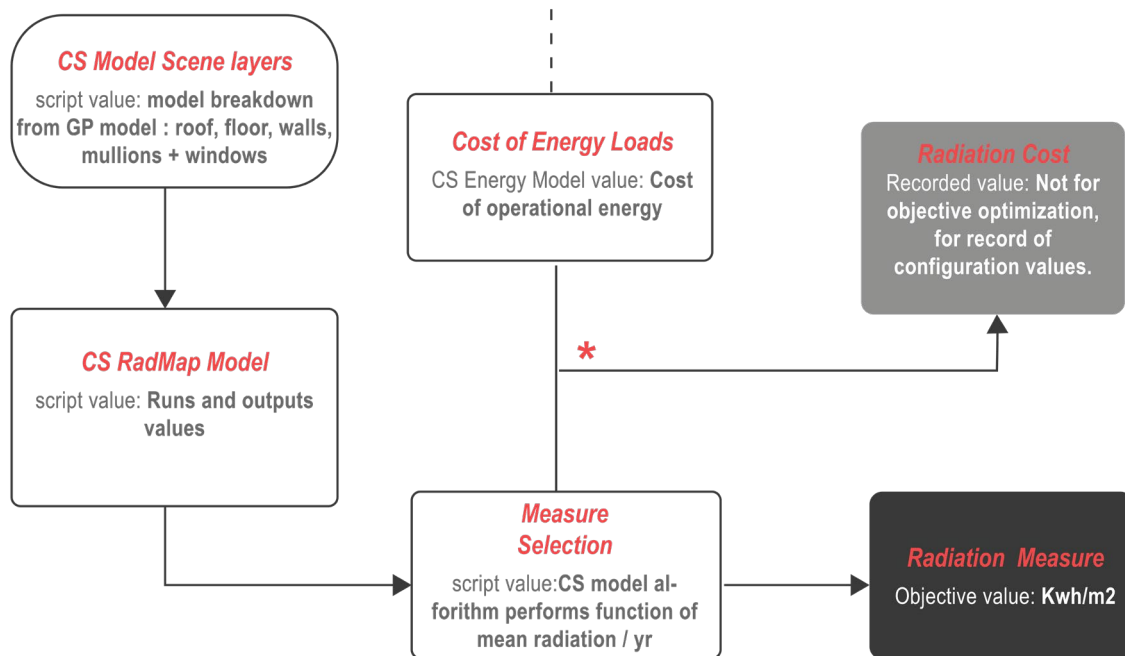 CS Model Scene layers
script value: model breakdown
from GP model : roof, floor, walls,
mullions + windows
Cost of Energy Loads
CS Energy Model value: Cost
of operational energy
Radiation Cost
Recorded value: Not for
objective optimization,
for record of
configuration values.
CS RadMap Model
script value: Runs and outputs
values
*
Measure
Selection
script value:CS model al-
forithm performs function of
mean radiation / yr
Radiation Measure
Objective value: Kwh/m2